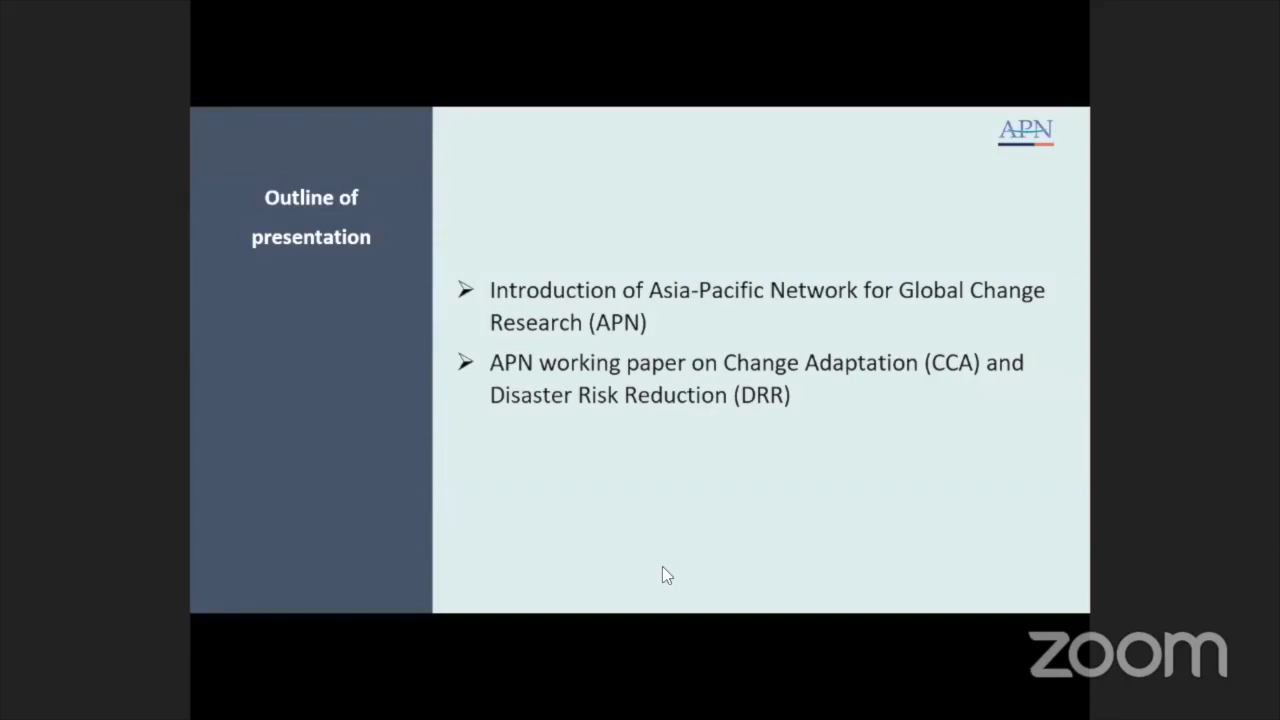 APN
Outline of
presentation
➢ Introduction of Asia-Pacific Network for Global Change
Research (APN)
➢ APN working paper on Change Adaptation (CCA) and
Disaster Risk Reduction (DRR)
zoom